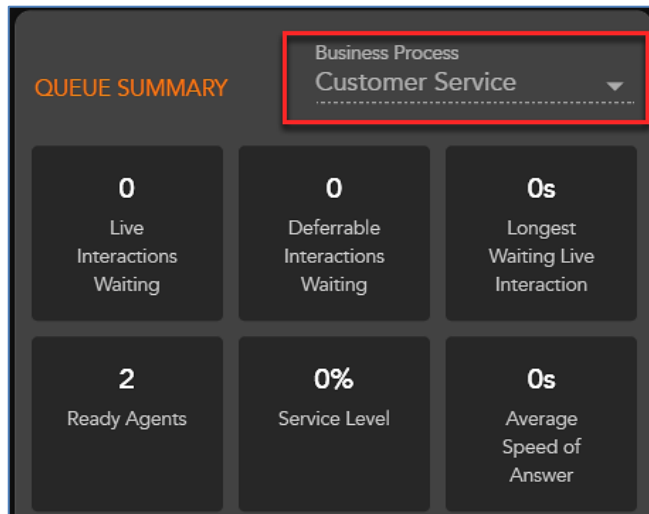 Business Process
QUEUE SUMMARY
Customer Service
0
Live
Interactions
Waiting
0
Deferrable
Interactions
Waiting
0s
Longest
Waiting Live
Interaction
2
Ready Agents
0%
Service Level
0s
Average
Speed of
Answer